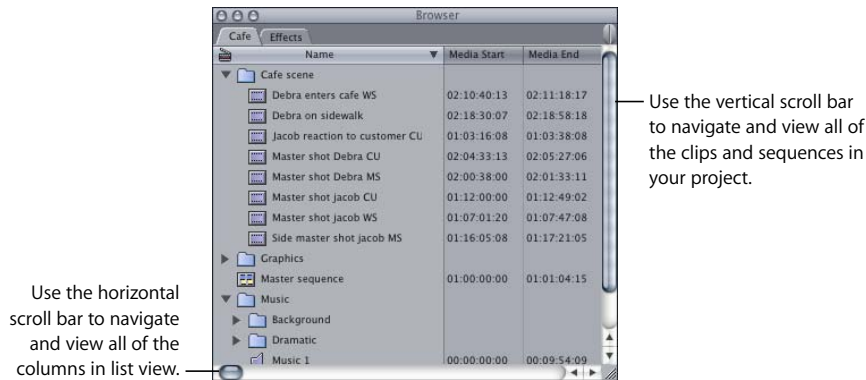 Browser
Cafe Effects
Name Media Start Media End
Cafe scene
Debra enters cafe WS 02:10:40:13 02:11:18:17
Debra on sidewalk 02:18:30:07 02:18:58:18
Jacob reaction to customer CU 01:03:16:08 01:03:38:08
Master shot Debra CU 02:04:33:13 02:05:27:06
Master shot Debra MS 02:00:38:00 02:01:33:11
Master shot jacob CU 01:12:00:00 01:12:49:02
Master shot jacob WS 01:07:01:20 01:07:47:08
Side master shot jacob MS 01:16:05:08 01:17:21:05
Graphics
Master sequence 01:00:00:00 01:01:04:15
Music
Background
Dramatic
Music 1 00:00:00:00 00:09:54:09
Use the vertical scroll bar
to navigate and view all of
the clips and sequences in
your project.
Use the horizontal
scroll bar to navigate
and view all of the
columns in list view.